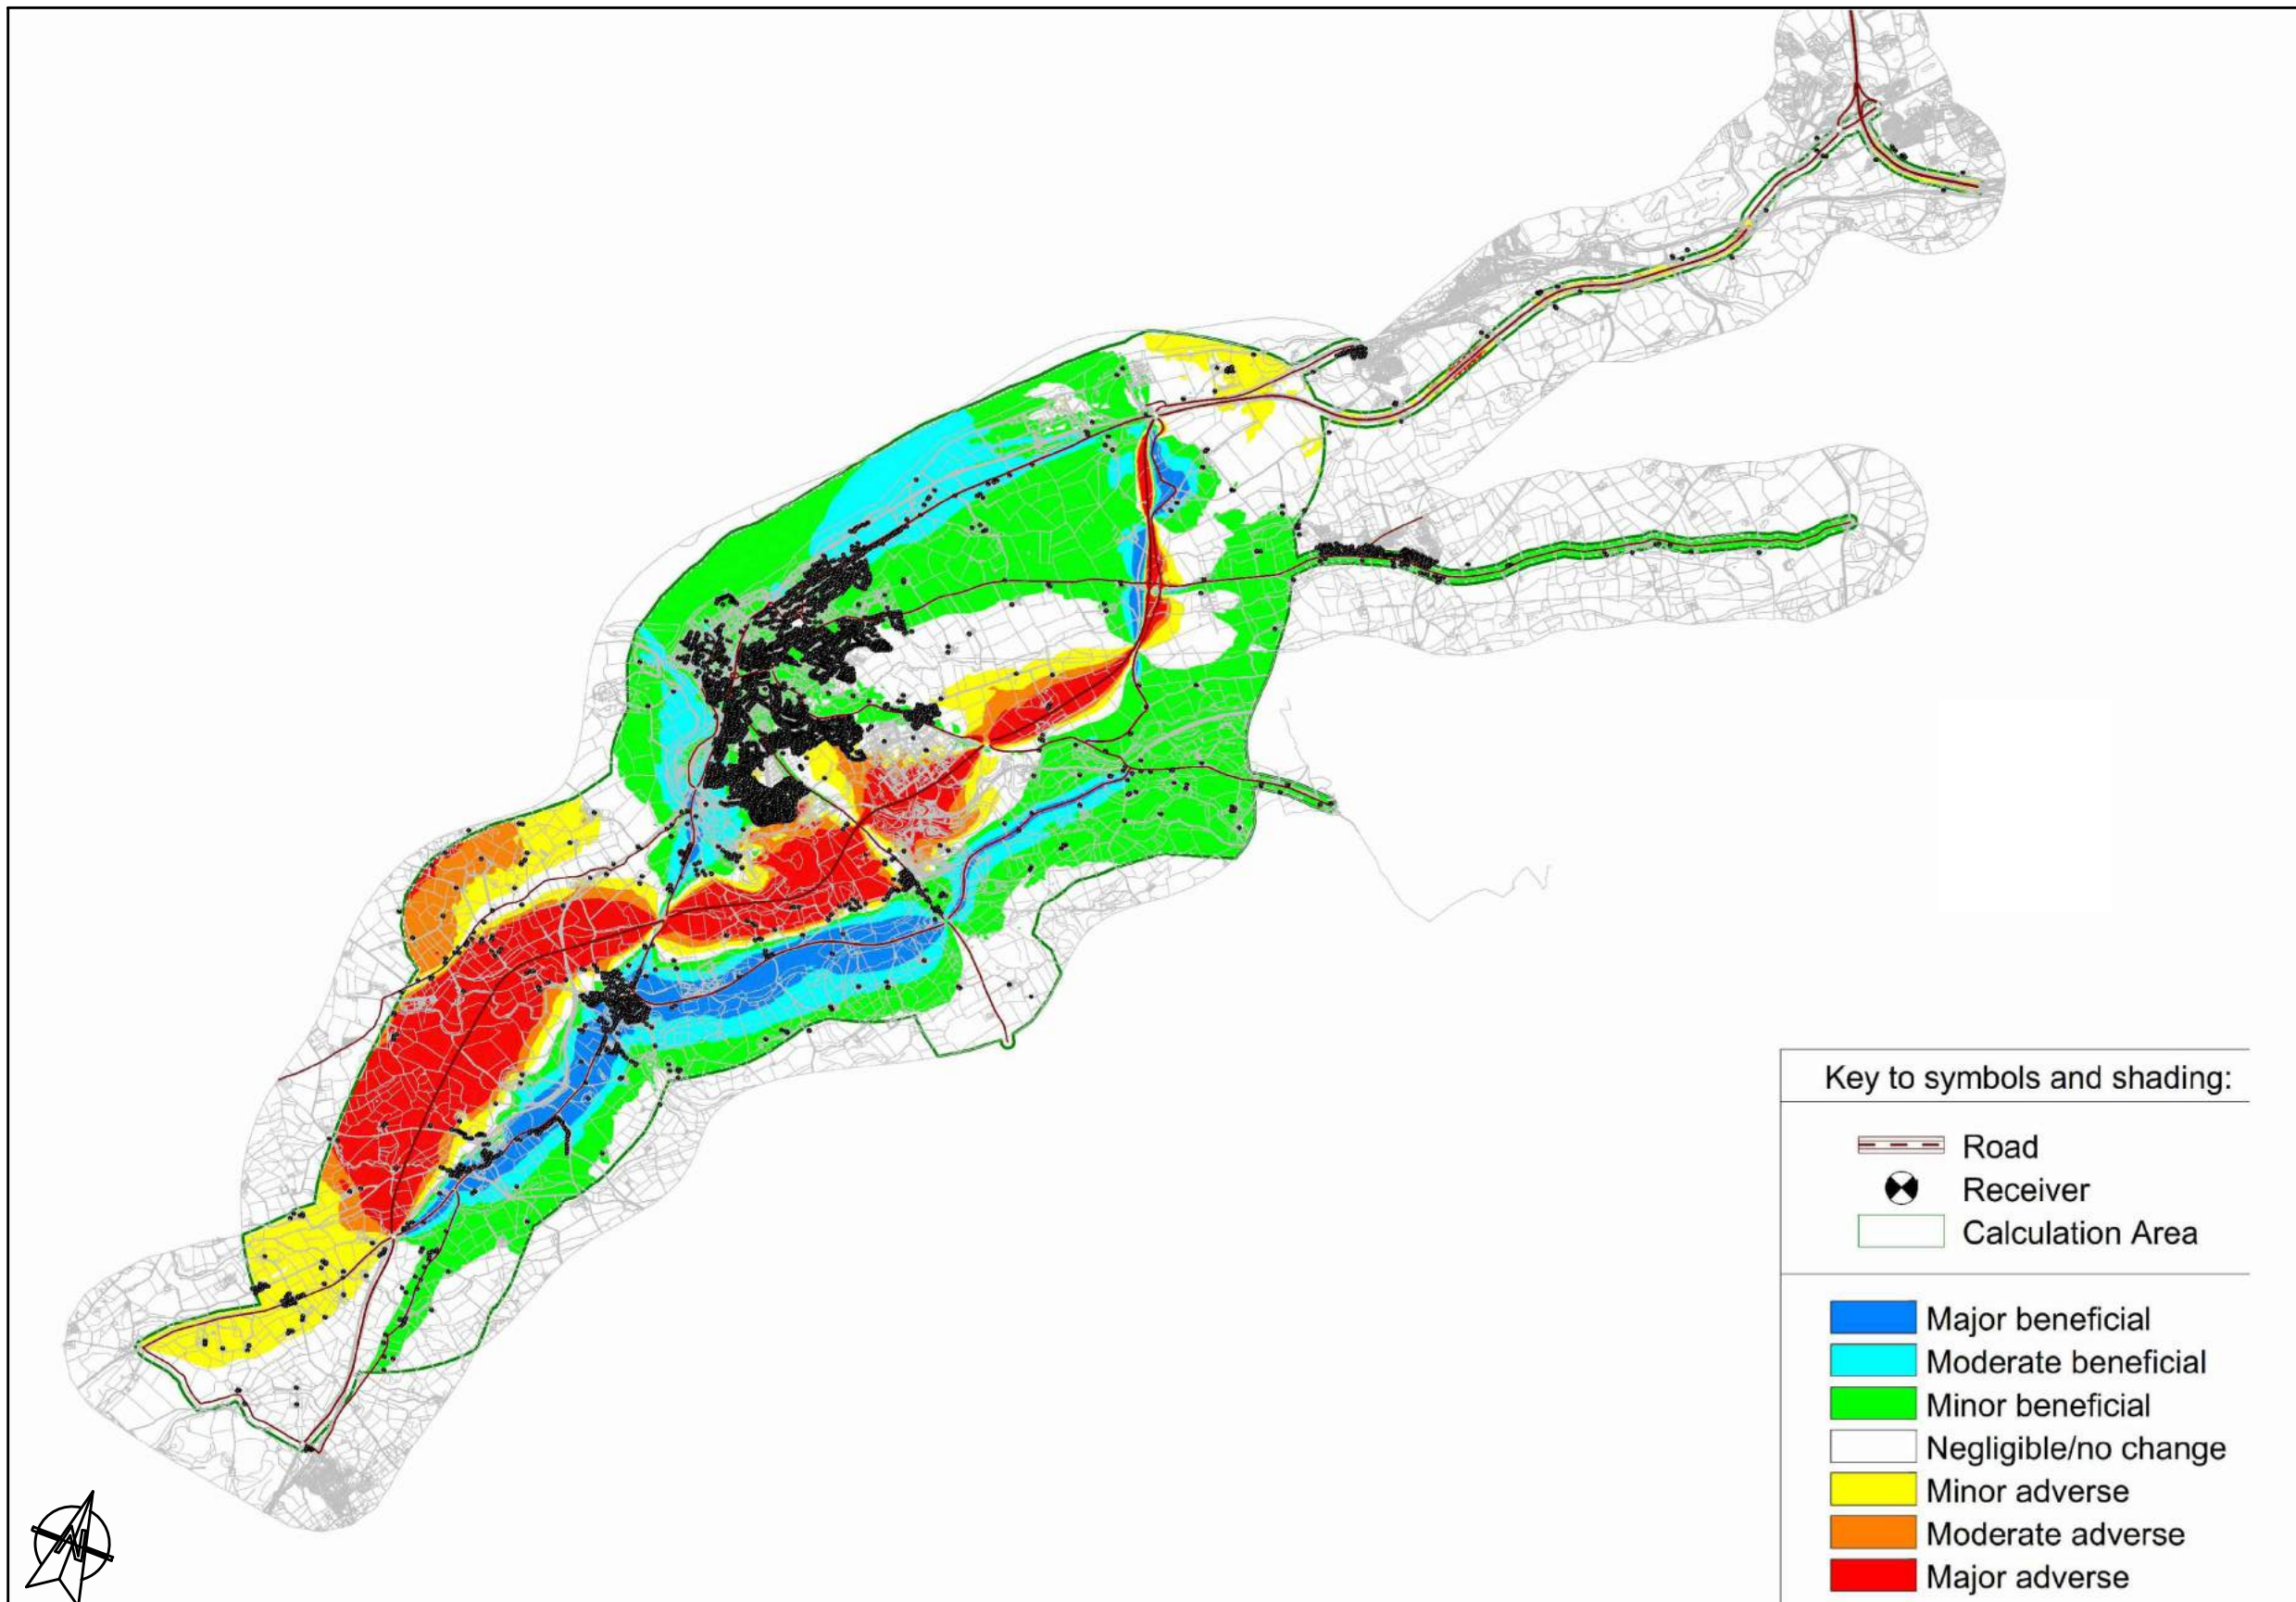 Key to symbols and shading:
Road
Receiver
Calculation Area
Major beneficial
Moderate beneficial
Minor beneficial
Negligible/no change
Minor adverse
Moderate adverse
Major adverse
N